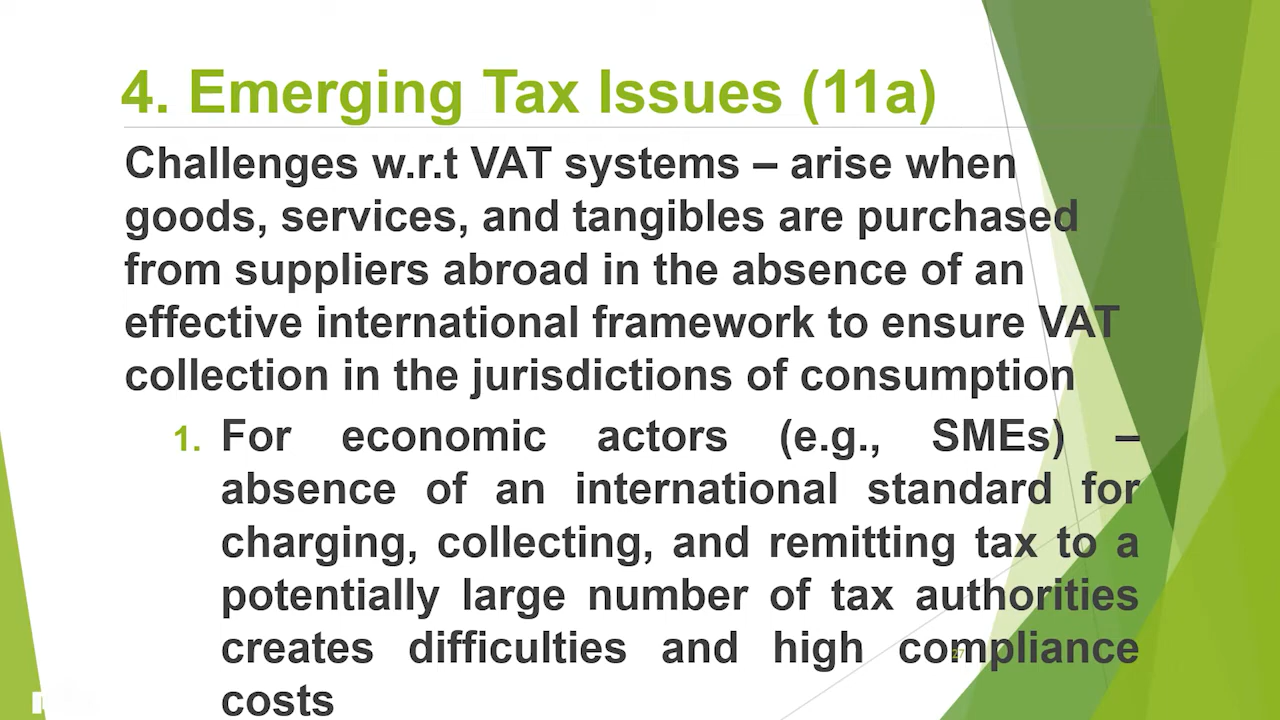 4. Emerging Tax Issues (11a)
Challenges w.r.t VAT systems – arise when
goods, services, and tangibles are purchased
from suppliers abroad in the absence of an
effective international framework to ensure VAT
collection in the jurisdictions of consumption
1. For economic actors (e.g., SMEs) –
absence of an international standard for
charging, collecting, and remitting tax to a
potentially large number of tax authorities
creates difficulties and high compliance
27
costs